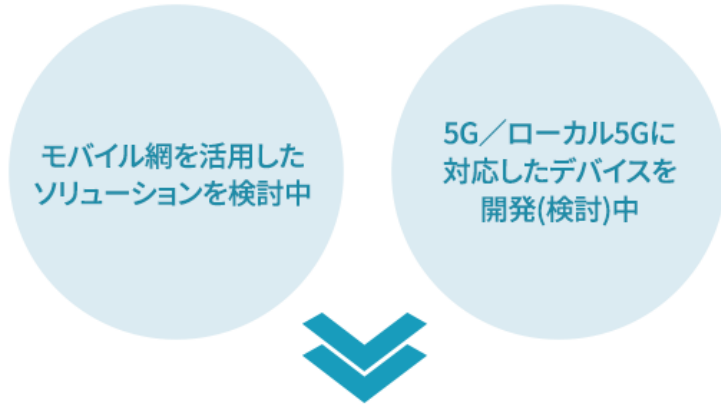 モバイル網を活用した
ソリューションを検討中
5G／ローカル5Gに
対応したデバイスを
開発(検討)中